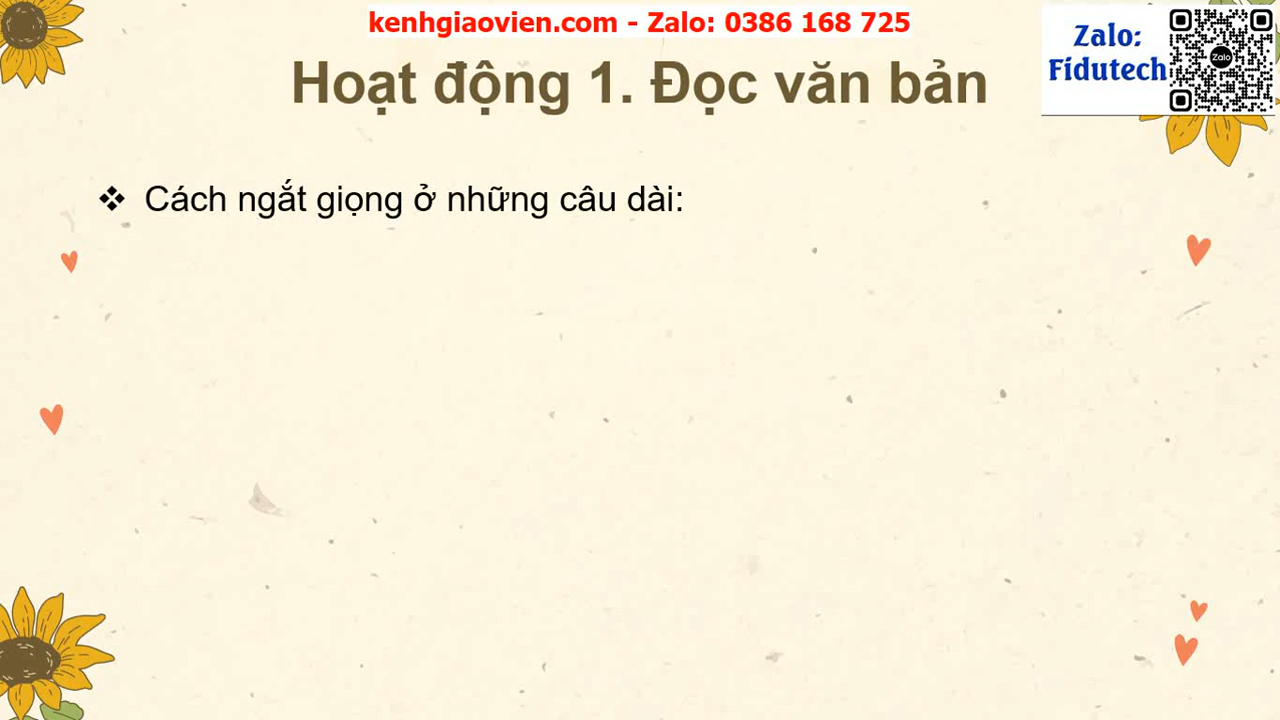 kenhgiaovien.com - Zalo: 0386 168 725
Zalo:
Fidutech
Zalo
Hoạt động 1. Đọc văn bản
❖ Cách ngắt giọng ở những câu dài: